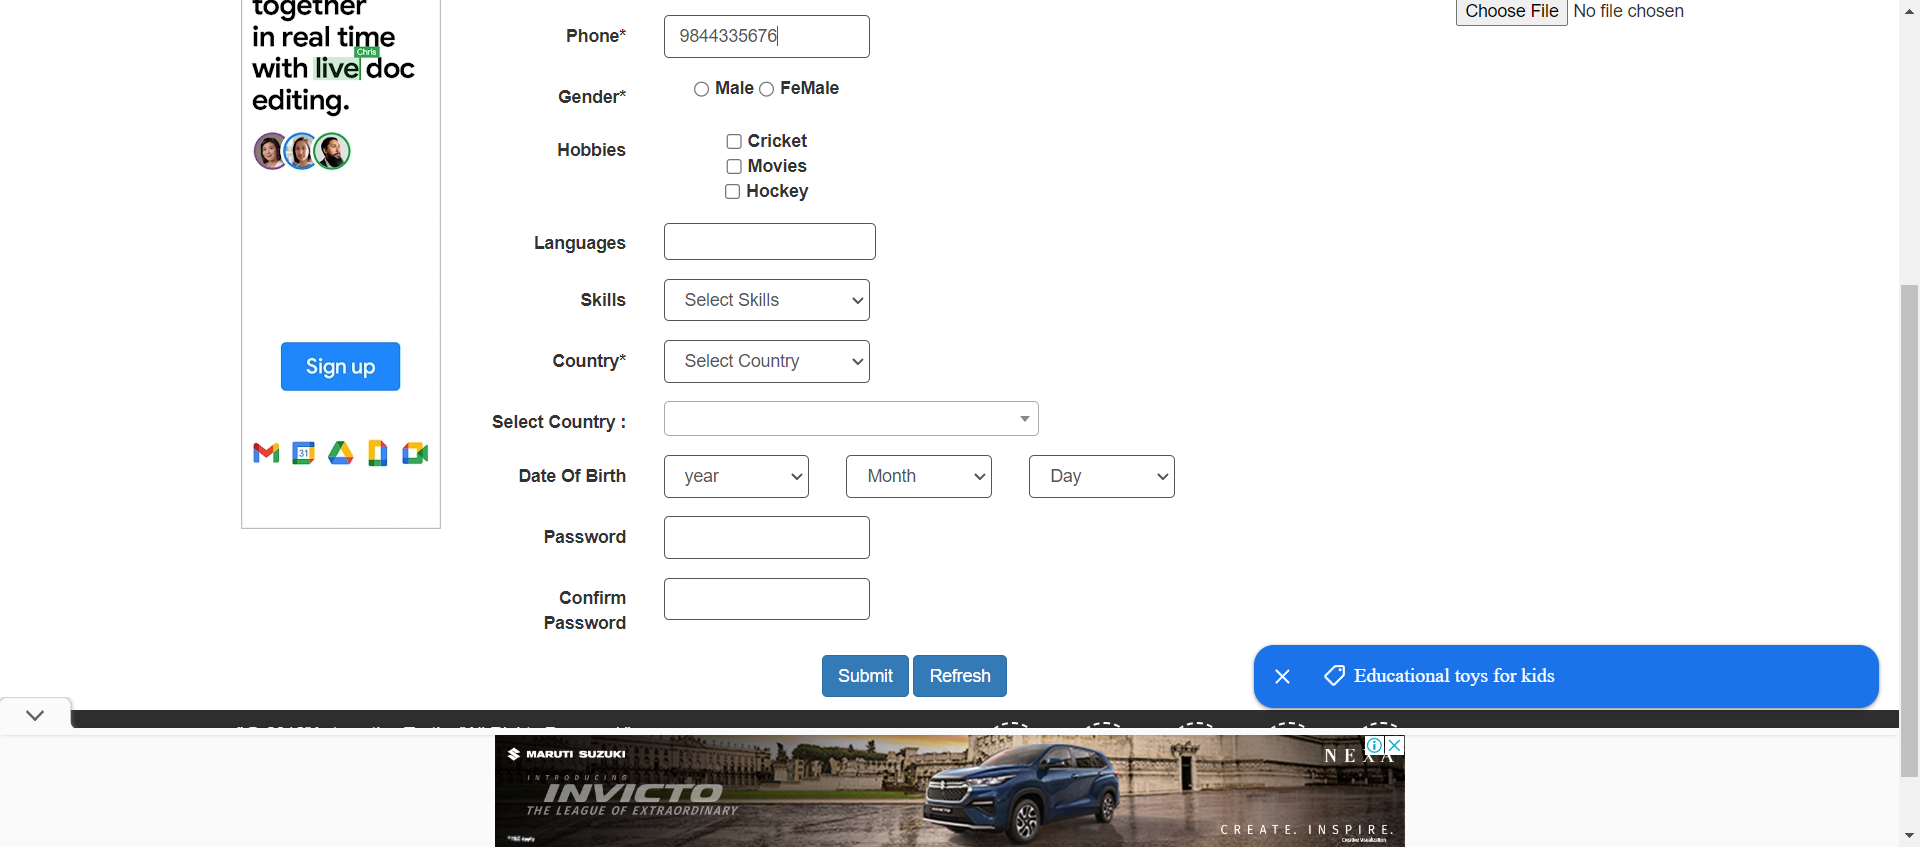 together
in real time
Chris
with live doc
editing.
Sign up
31
Choose File No file chosen
Phone* 9844335676
Gender* Male FeMale
Hobbies Cricket
Movies
Hockey
Languages
Skills Select Skills
Country* Select Country
Select Country :
Date Of Birth year Month Day
Password
Confirm
Password
Submit Refresh
Educational toys for kids
MARUTI SUZUKI
INTRODUCING
INVICTO
THE LEAGUE OF EXTRAORDINARY
NEXA
CREATE. INSPIRE.
Creative Visualization